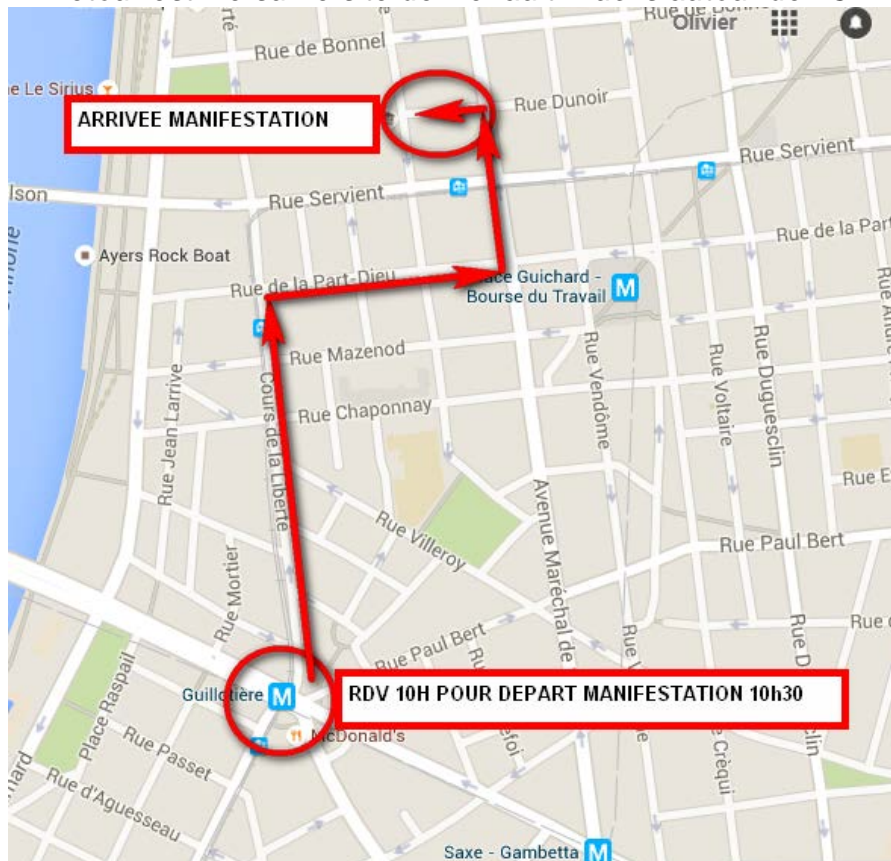 Olivier
Rue de Bonnel
Le Sirius
ARRIVEE MANIFESTATION
Rue Dunoir
Rue Servient
Rue Servient
Ayers Rock Boat
Rue de la Part
Rue de la Part-Dieu
ace Guichard -
Bourse du Travail M
Rue Mazenod
Rue Chaponnay
Cours de la Liberté
Rue Jean Larrive
Rue Vendôme
Rue Voltaire
Rue Duguesclin
Rue E
Rue Villeroy
Avenue Maréchal de
Rue Paul Bert
Rue Mortier
Rue Paul Bert
Guillotière M
RDV 10H POUR DEPART MANIFESTATION 10h30
McDonald's
Place Raspail
Rue Passet
Rue d'Aguesseau
Crèqui
Saxe - Gambetta M